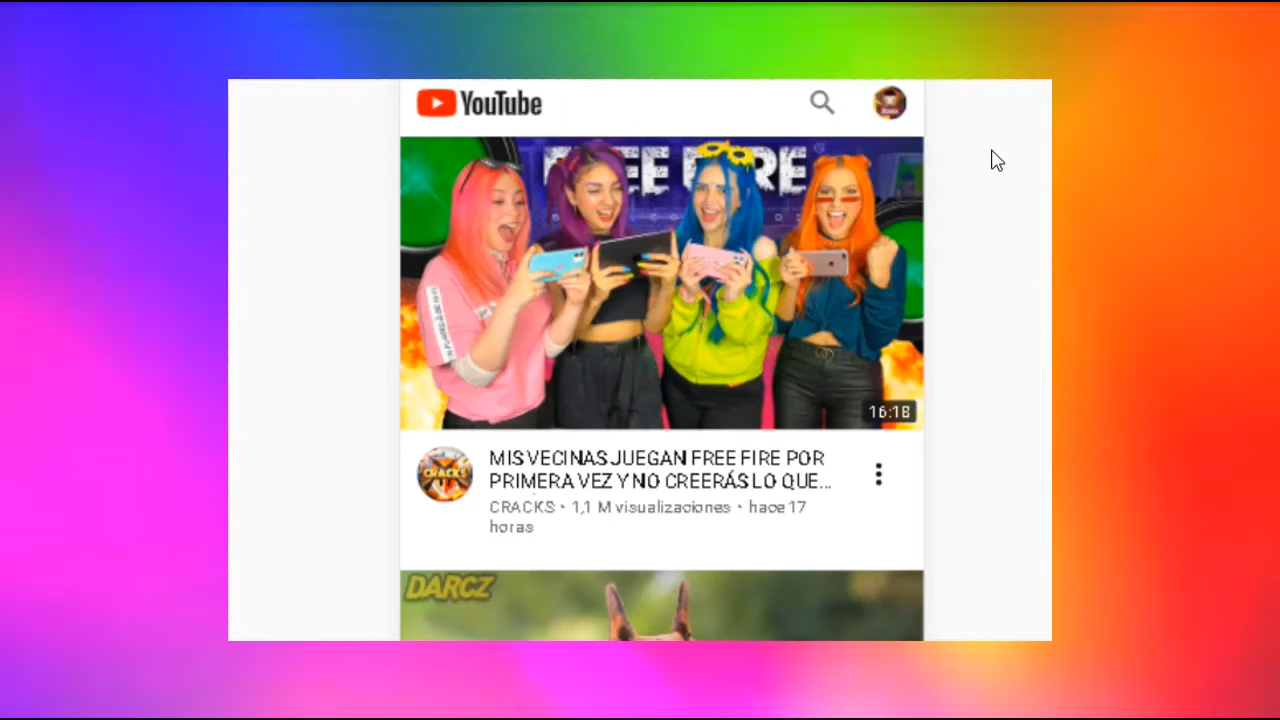 YouTube
FREE FIRE
16:18
CRACKS
MIS VECINAS JUEGAN FREE FIRE POR
PRIMERA VEZ Y NO CREERÁS LO QUE...
CRACKS • 1,1 M visualizaciones • hace 17
horas
DARCZ